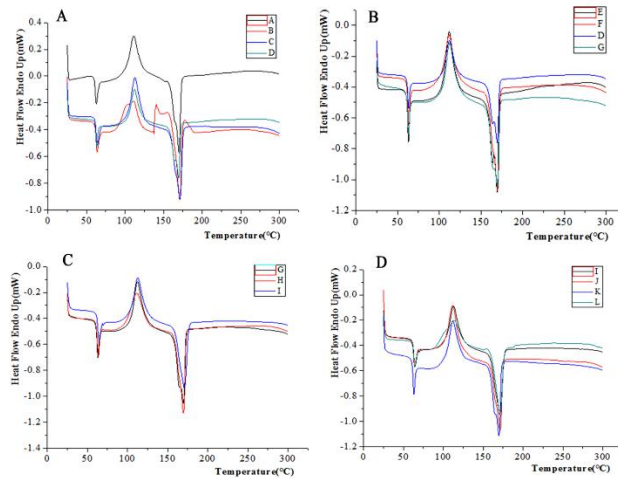 A
A
B
C
D
0.4
0.2
0.0
-0.2
-0.4
-0.6
-0.8
-1.0
Heat Flow Endo Up(mW)
0 50 100 150 200 250 300
Temperature(°C)
B
E
F
D
G
0.0
-0.2
-0.4
-0.6
-0.8
-1.0
-1.2
Heat Flow Endo Up(mW)
0 50 100 150 200 250 300
Temperature(°C)
C
G
H
I
0.0
-0.2
-0.4
-0.6
-0.8
-1.0
-1.2
-1.4
Heat Flow Endo Up(mW)
0 50 100 150 200 250 300
Temperature(°C)
D
I
J
K
L
0.4
0.2
0.0
-0.2
-0.4
-0.6
-0.8
-1.0
-1.2
Heat Flow Endo Up(mW)
0 50 100 150 200 250 300
Temperature(°C)